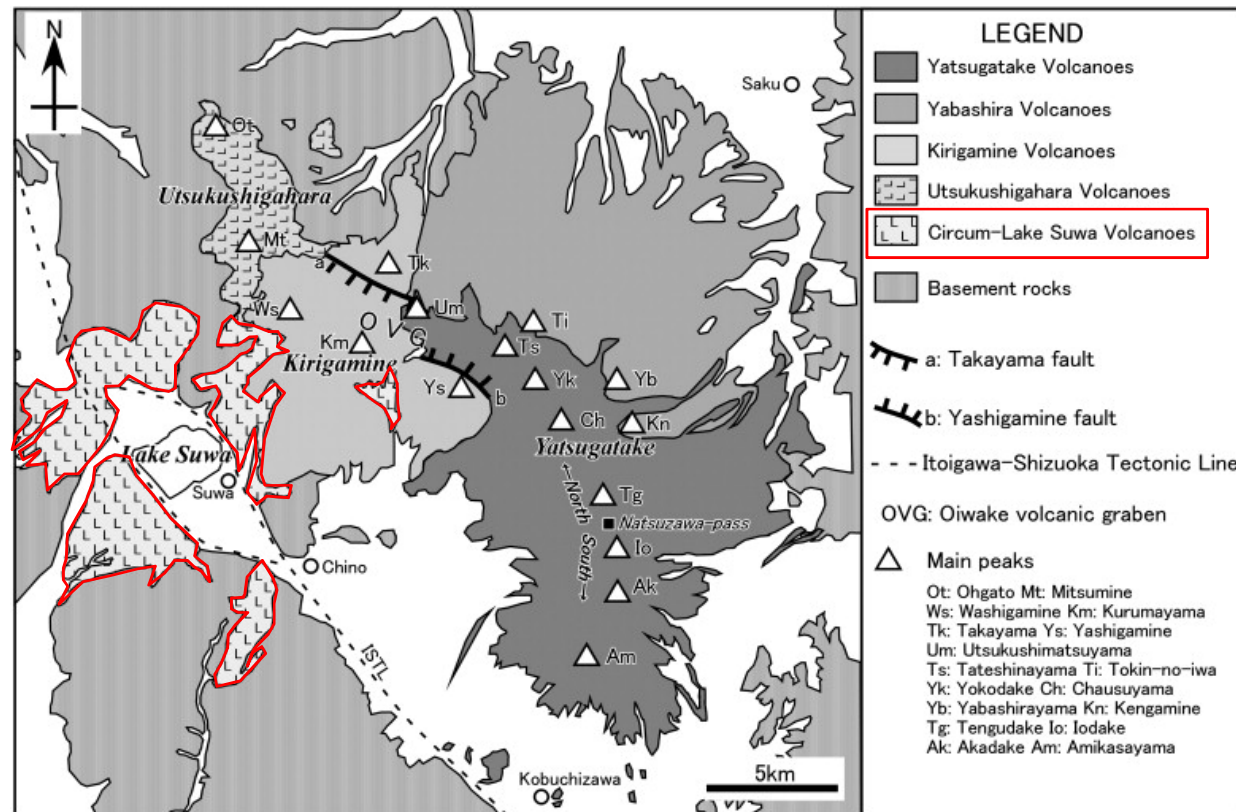 N
Saku
Ot
Utsukushigahara
Mt
a
Tk
Ws
O V G
Um
Ti
Km
Ts
Kirigamine
Ys
b
Yk
Yb
Ch
Kn
Yatsugatake
Lake Suwa
Suwa
North
South
Tg
Natsuzawa-pass
Io
Chino
Ak
ISTL
Am
Kobuchizawa
5km
LEGEND
Yatsugatake Volcanoes
Yabashira Volcanoes
Kirigamine Volcanoes
Utsukushigahara Volcanoes
Circum-Lake Suwa Volcanoes
Basement rocks
a: Takayama fault
b: Yashigamine fault
Itoigawa-Shizuoka Tectonic Line
OVG: Oiwake volcanic graben
Main peaks
Ot: Ohgato Mt: Mitsumine
Ws: Washigamine Km: Kurumayama
Tk: Takayama Ys: Yashigamine
Um: Utsukushimatsuyama
Ts: Tateshinayama Ti: Tokin-no-iwa
Yk: Yokodake Ch: Chausuyama
Yb: Yabashirayama Kn: Kengamine
Tg: Tengudake Io: Iodake
Ak: Akadake Am: Amikasayama